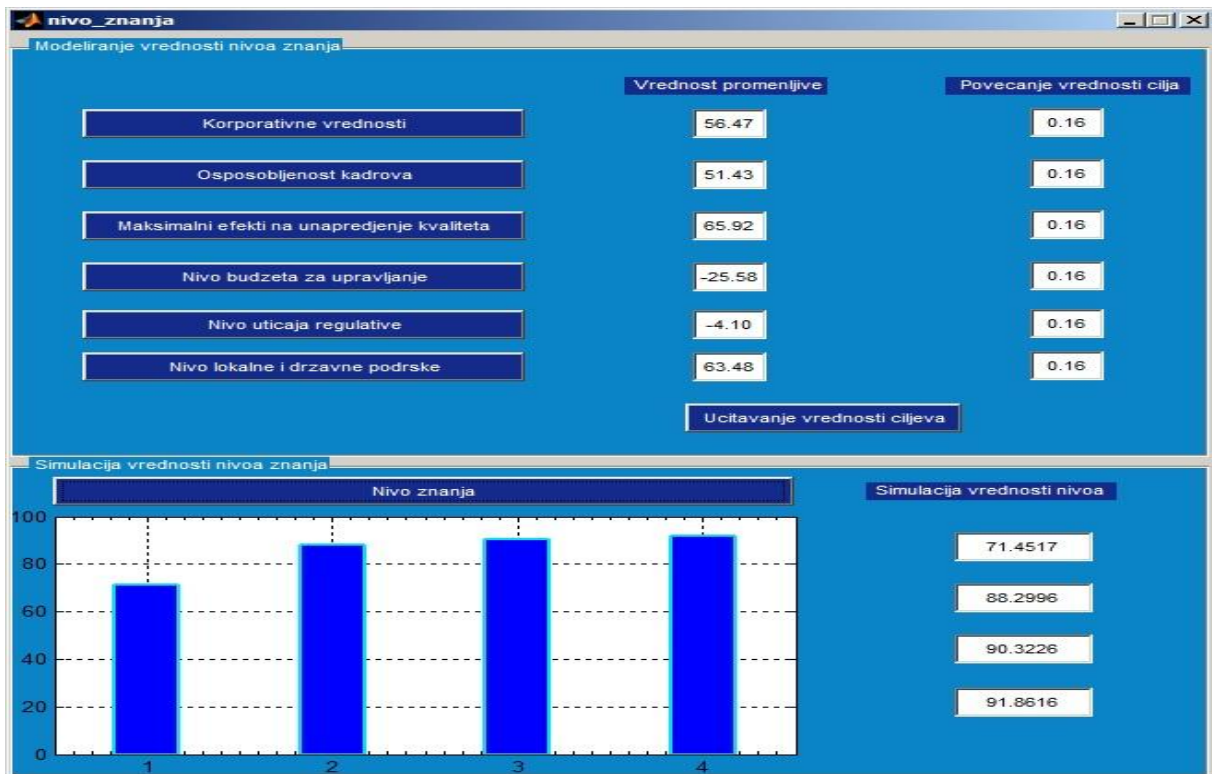 nivo_znanja
Modeliranje vrednosti nivoa znanja
Vrednost promenljive Povecanje vrednosti cilja
Korporativne vrednosti 56.47 0.16
Osposobljenost kadrova 51.43 0.16
Maksimalni efekti na unapredjenje kvaliteta 65.92 0.16
Nivo budzeta za upravljanje -25.58 0.16
Nivo uticaja regulative -4.10 0.16
Nivo lokalne i drzavne podrske 63.48 0.16
Ucitavanje vrednosti ciljeva
Simulacija vrednosti nivoa znanja
Nivo znanja Simulacija vrednosti nivoa
100
80
60
40
20
0
1 2 3 4
71.4517
88.2996
90.3226
91.8616